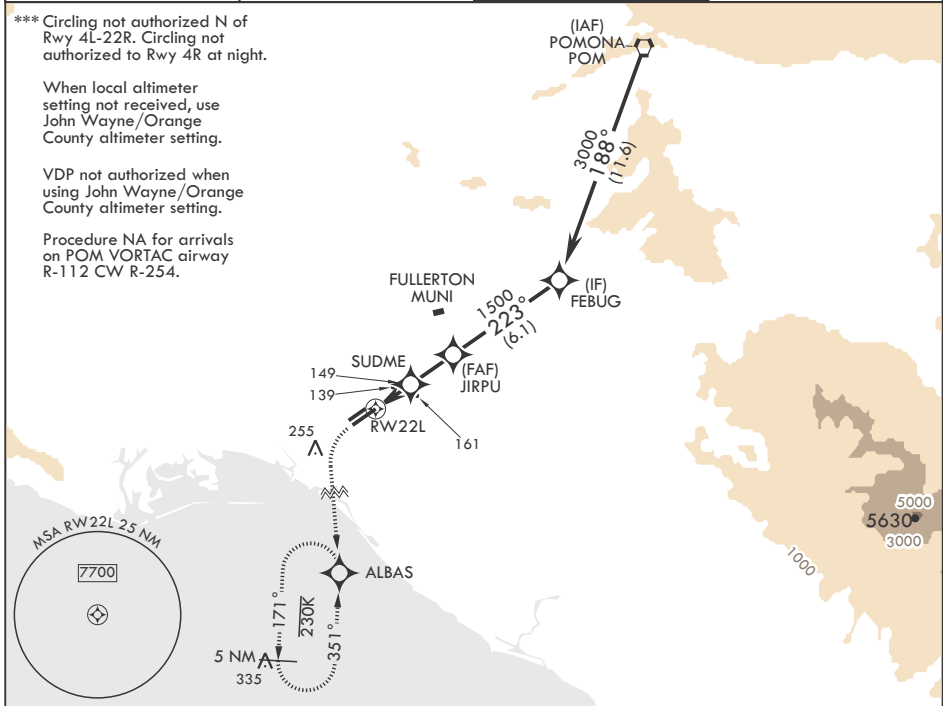 *** Circling not authorized N of
Rwy 4L-22R. Circling not
authorized to Rwy 4R at night.
When local altimeter
setting not received, use
John Wayne/Orange
County altimeter setting.
VDP not authorized when
using John Wayne/Orange
County altimeter setting.
Procedure NA for arrivals
on POM VORTAC airway
R-112 CW R-254.
(IAF)
POMONA
POM
3000
188°
(11.6)
(IF)
FEBUG
FULLERTON
MUNI
1500
223°
(6.1)
SUDME
(FAF)
JIRPU
149
139
RW22L
161
255
5000
5630
3000
1000
MSA RW22L 25 NM
7700
ALBAS
171°
230K
351°
5 NM
335